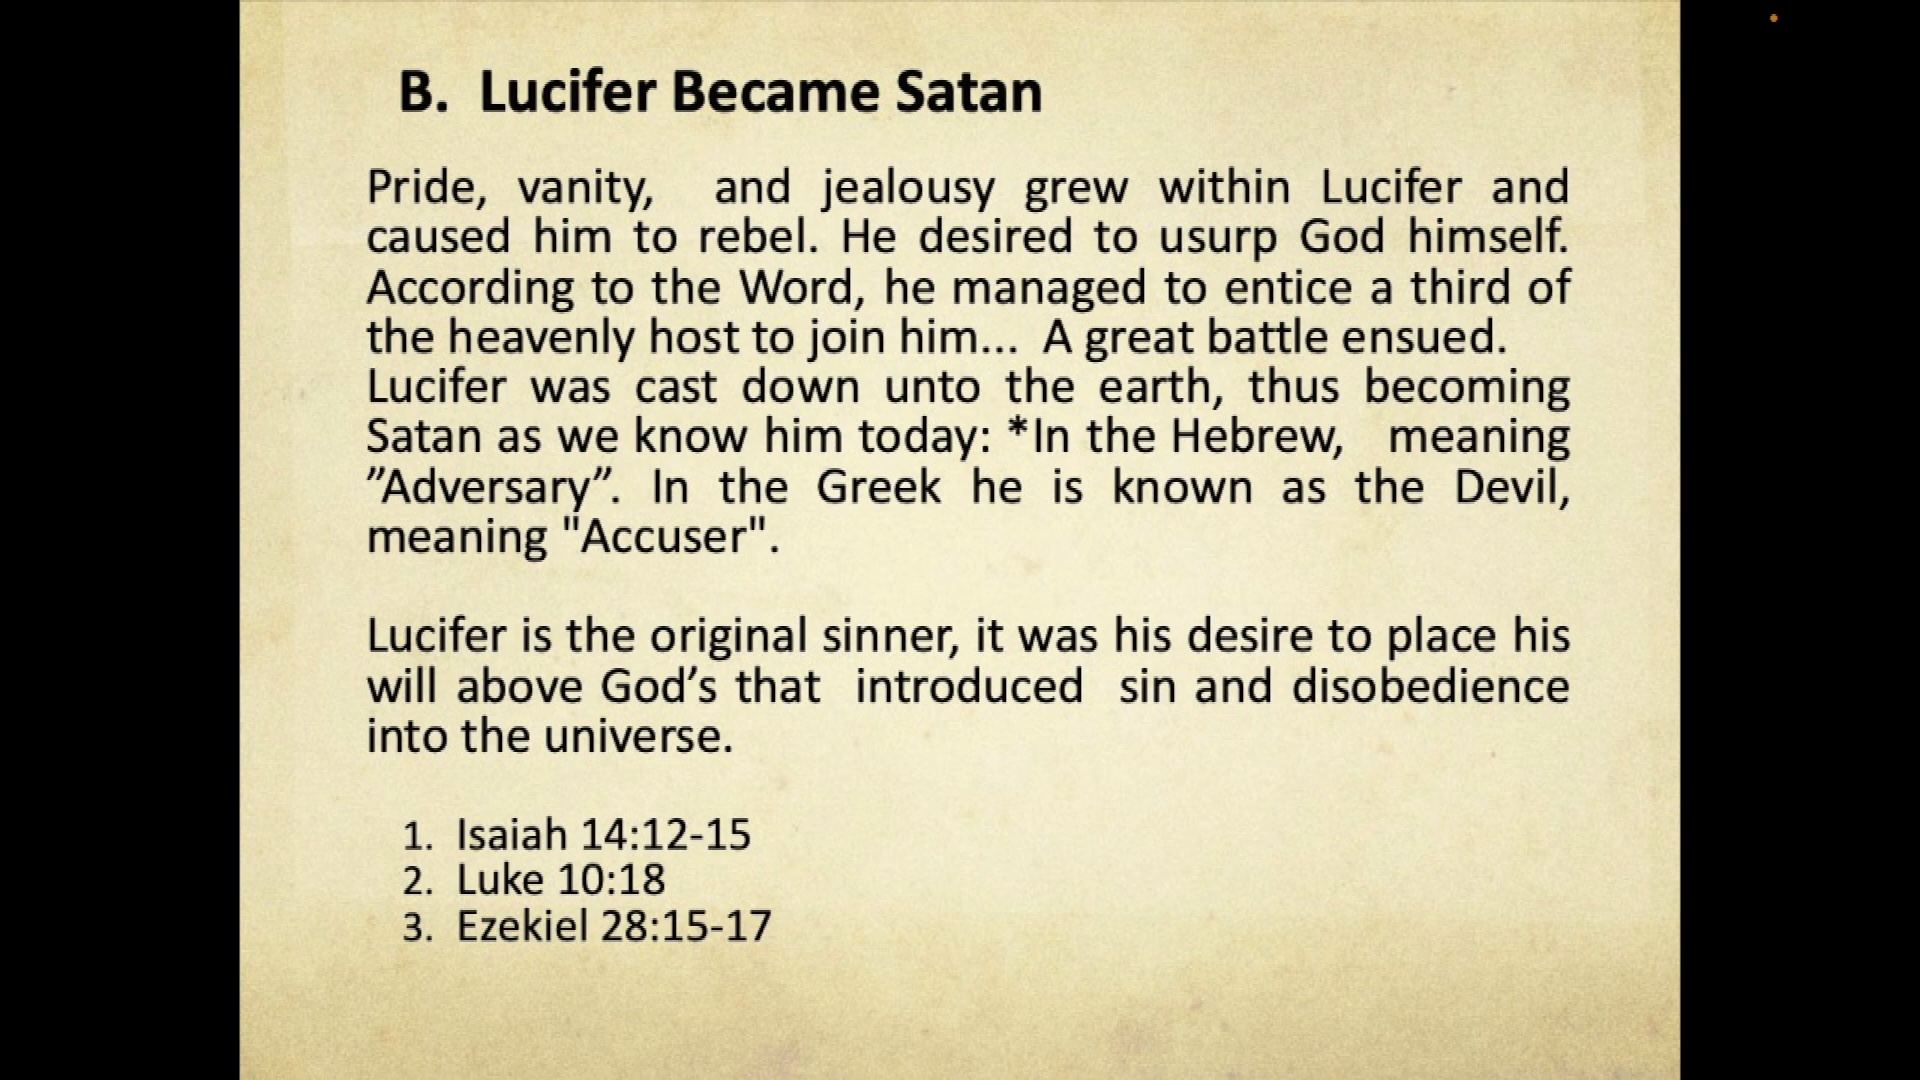 B. Lucifer Became Satan
Pride, vanity, and jealousy grew within Lucifer and
caused him to rebel. He desired to usurp God himself.
According to the Word, he managed to entice a third of
the heavenly host to join him... A great battle ensued.
Lucifer was cast down unto the earth, thus becoming
Satan as we know him today: *In the Hebrew, meaning
”Adversary”. In the Greek he is known as the Devil,
meaning "Accuser".
Lucifer is the original sinner, it was his desire to place his
will above God’s that introduced sin and disobedience
into the universe.
1. Isaiah 14:12-15
2. Luke 10:18
3. Ezekiel 28:15-17